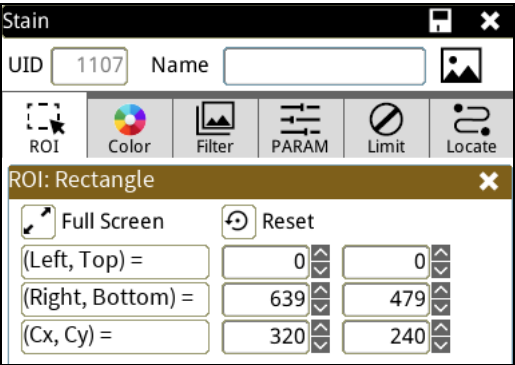 Stain
UID 1107 Name
ROI Color Filter PARAM Limit Locate
ROI: Rectangle
Full Screen Reset
(Left, Top) = 0 0
(Right, Bottom) = 639 479
(Cx, Cy) = 320 240